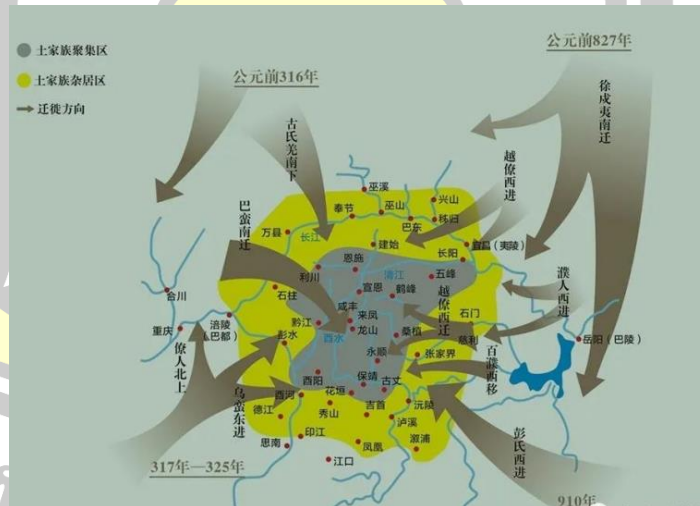 土家族聚集区
土家族杂居区
迁徙方向
公元前316年
公元前827年
古氏羌南下
徐成夷南迁
越僚西进
巴蛮南迁
巫溪
兴山
奉节
巫山
巴东
秭归
万县
长江
建始
长阳
宜昌(夷陵)
恩施
清江
利川
五峰
濮人西进
石柱
宣恩
鹤峰
合川
咸丰
来凤
越僚西迁
石门
重庆
涪陵
(巴都)
黔江
龙山
桑植
慈利
岳阳(巴陵)
彭水
酉水
永顺
张家界
百濮西移
僚人北上
乌蛮东进
酉阳
保靖
古丈
酉河
花垣
沅陵
德江
秀山
吉首
泸溪
彭氏西进
思南
印江
凤凰
溆浦
江口
317年—325年
910年